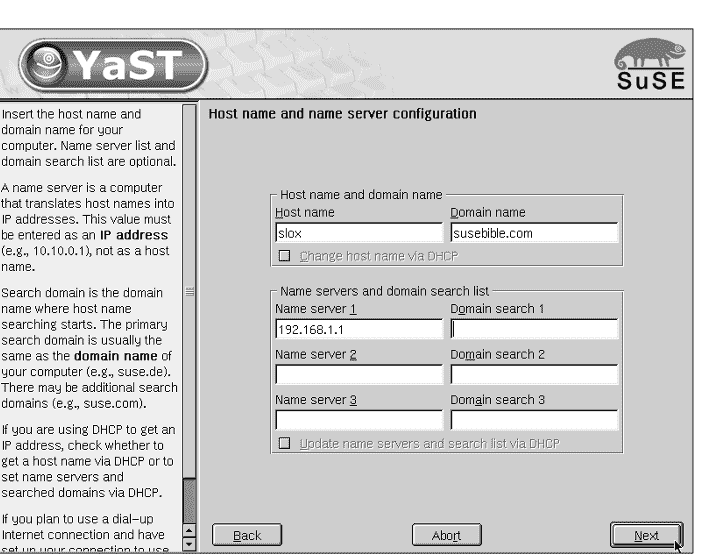 YaST
SuSE
Insert the host name and
domain name for your
computer. Name server list and
domain search list are optional.
A name server is a computer
that translates host names into
IP addresses. This value must
be entered as an IP address
(e.g., 10.10.0.1), not as a host
name.
Search domain is the domain
name where host name
searching starts. The primary
search domain is usually the
same as the domain name of
your computer (e.g., suse.de).
There may be additional search
domains (e.g., suse.com).
If you are using DHCP to get an
IP address, check whether to
get a host name via DHCP or to
set name servers and
searched domains via DHCP.
If you plan to use a dial-up
Internet connection and have
set up your connection to use
Host name and name server configuration
Host name and domain name
Host name Domain name
slox susebible.com
Change host name via DHCP
Name servers and domain search list
Name server 1 Domain search 1
192.168.1.1
Name server 2 Domain search 2
Name server 3 Domain search 3
Update name servers and search list via DHCP
Back Abort Next